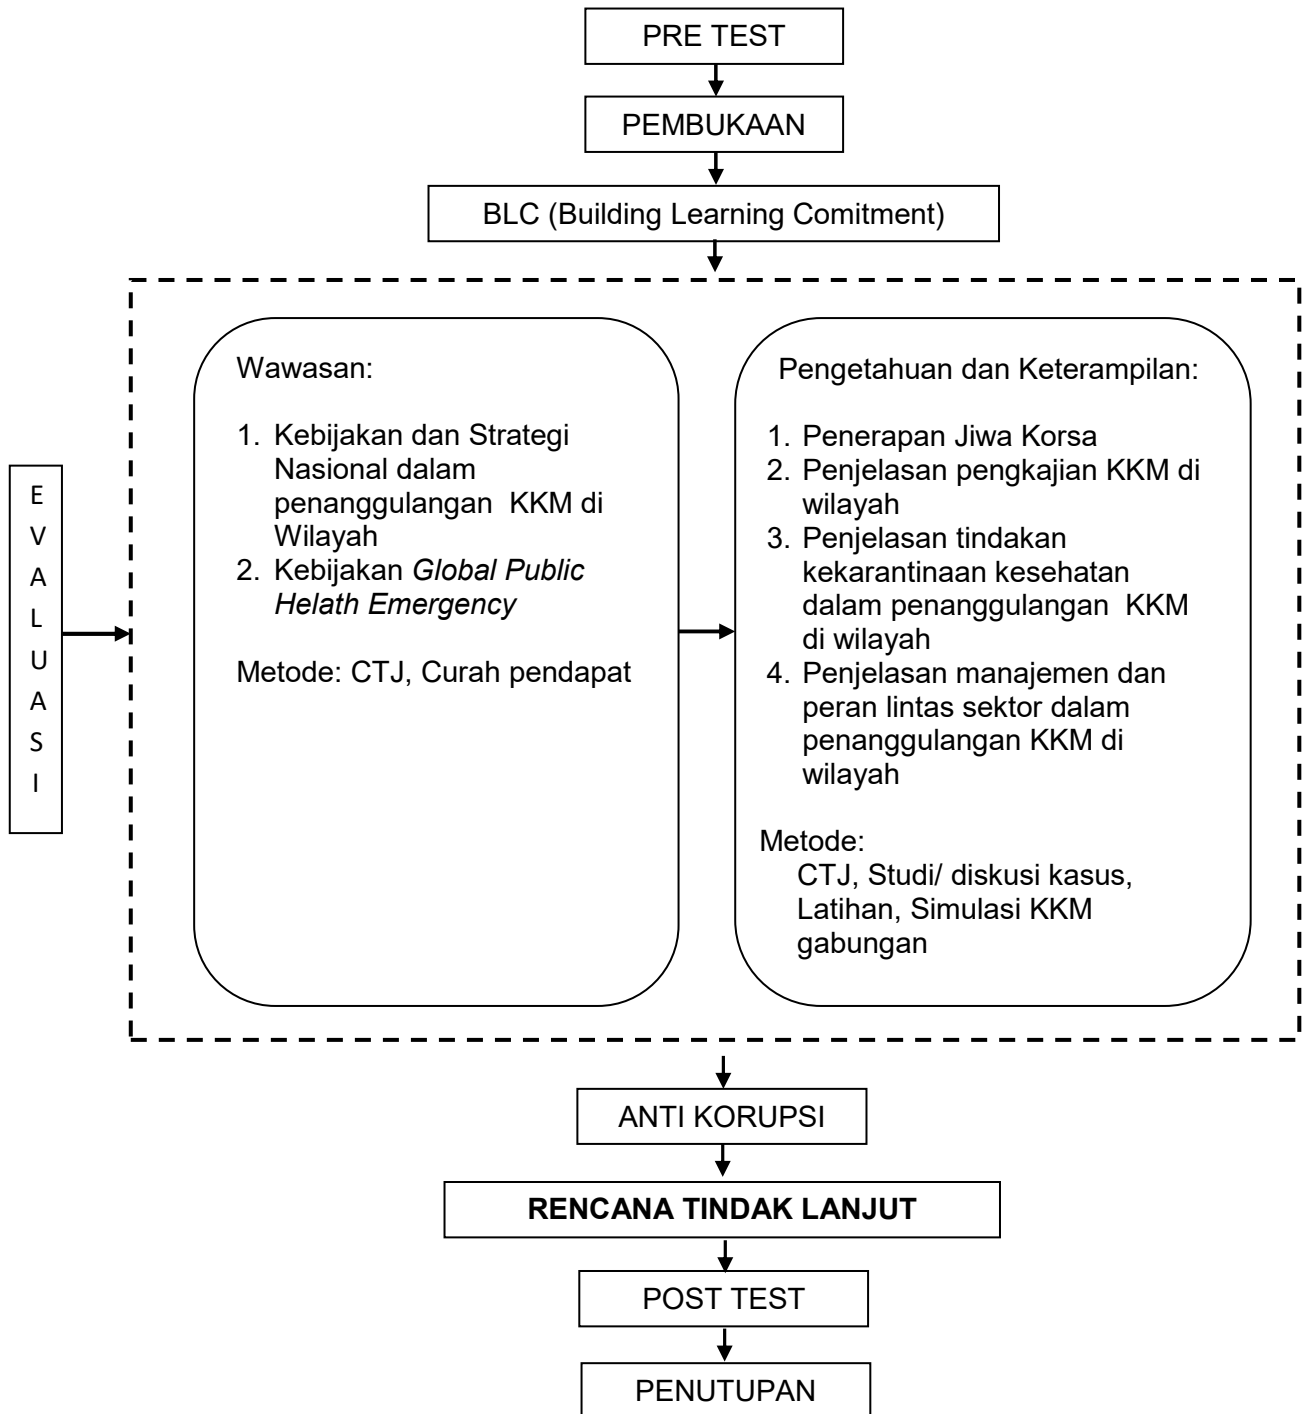 PRE TEST
PEMBUKAAN
BLC (Building Learning Comitment)
E
V
A
L
U
A
S
I
Wawasan:
1. Kebijakan dan Strategi
Nasional dalam
penanggulangan KKM di
Wilayah
2. Kebijakan Global Public
Helath Emergency
Metode: CTJ, Curah pendapat
Pengetahuan dan Keterampilan:
1. Penerapan Jiwa Korsa
2. Penjelasan pengkajian KKM di
wilayah
3. Penjelasan tindakan
kekarantinaan kesehatan
dalam penanggulangan KKM
di wilayah
4. Penjelasan manajemen dan
peran lintas sektor dalam
penanggulangan KKM di
wilayah
Metode:
CTJ, Studi/ diskusi kasus,
Latihan, Simulasi KKM
gabungan
ANTI KORUPSI
RENCANA TINDAK LANJUT
POST TEST
PENUTUPAN